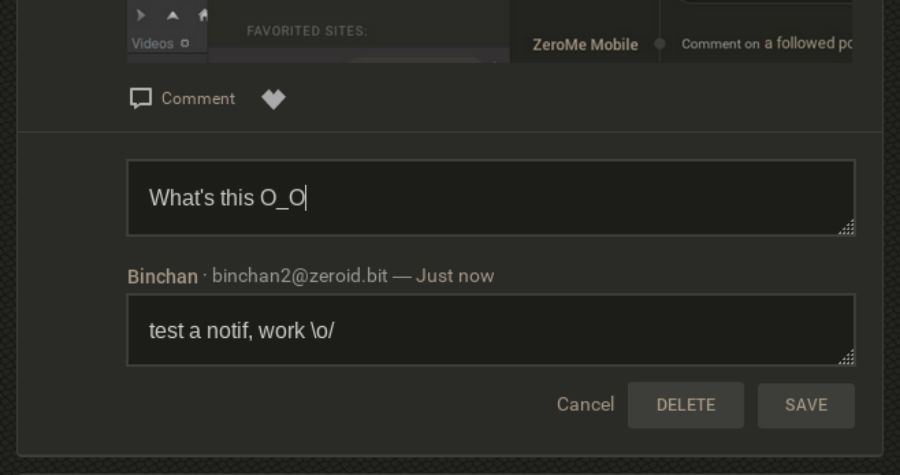 Videos
FAVORITED SITES:
ZeroMe Mobile
Comment on a followed po
Comment
What's this O_O
Binchan · binchan2@zeroid.bit — Just now
test a notif, work \o/
Cancel DELETE SAVE